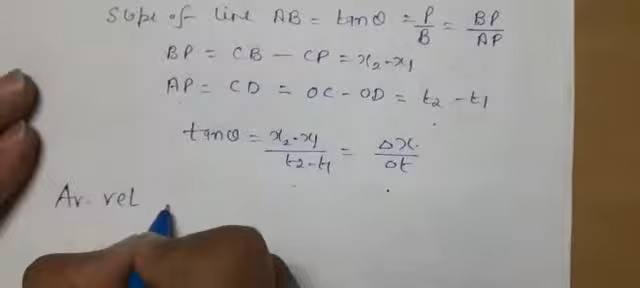 Slope of line AB = tanθ = P/B = BP/AP
BP = CB - CP = x₂-x₁
AP = CD = OC - OD = t₂ - t₁
tanθ = x₂-x₁/t₂-t₁ = Δx/Δt
Av. vel